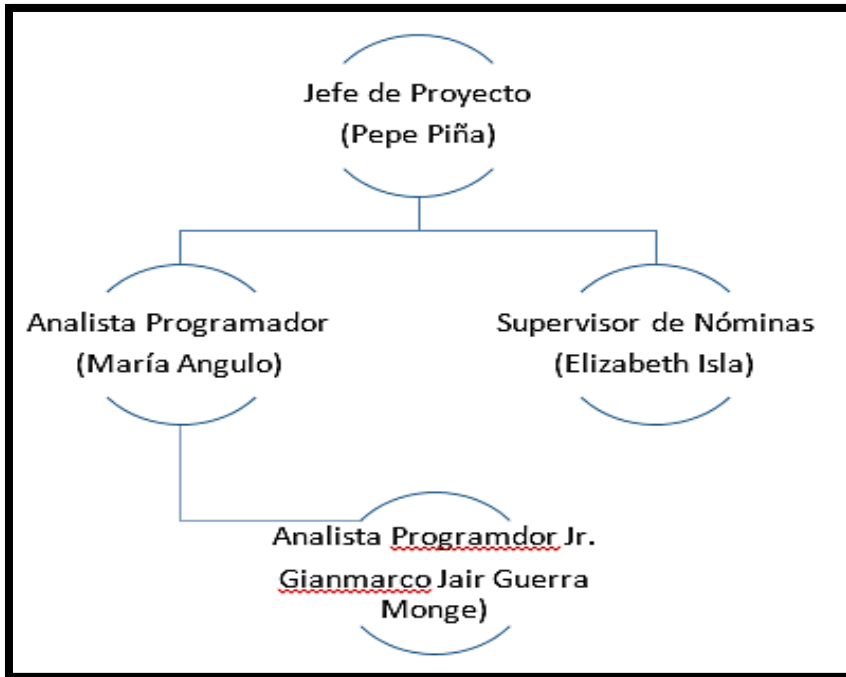 Jefe de Proyecto
(Pepe Piña)
Analista Programador
(María Angulo)
Supervisor de Nóminas
(Elizabeth Isla)
Analista Programdor Jr.
Gianmarco Jair Guerra
Monge)